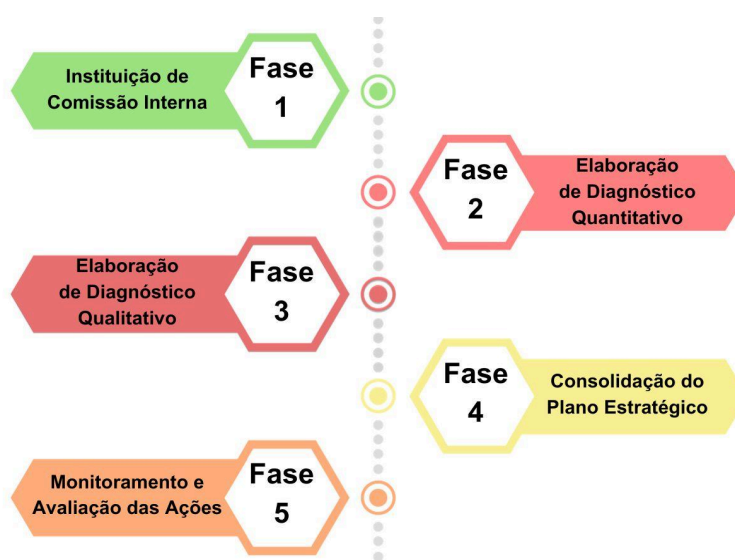 Instituição de
Comissão Interna
Fase
1
Fase
2
Elaboração
de Diagnóstico
Quantitativo
Elaboração
de Diagnóstico
Qualitativo
Fase
3
Fase
4
Consolidação do
Plano Estratégico
Monitoramento e
Avaliação das Ações
Fase
5